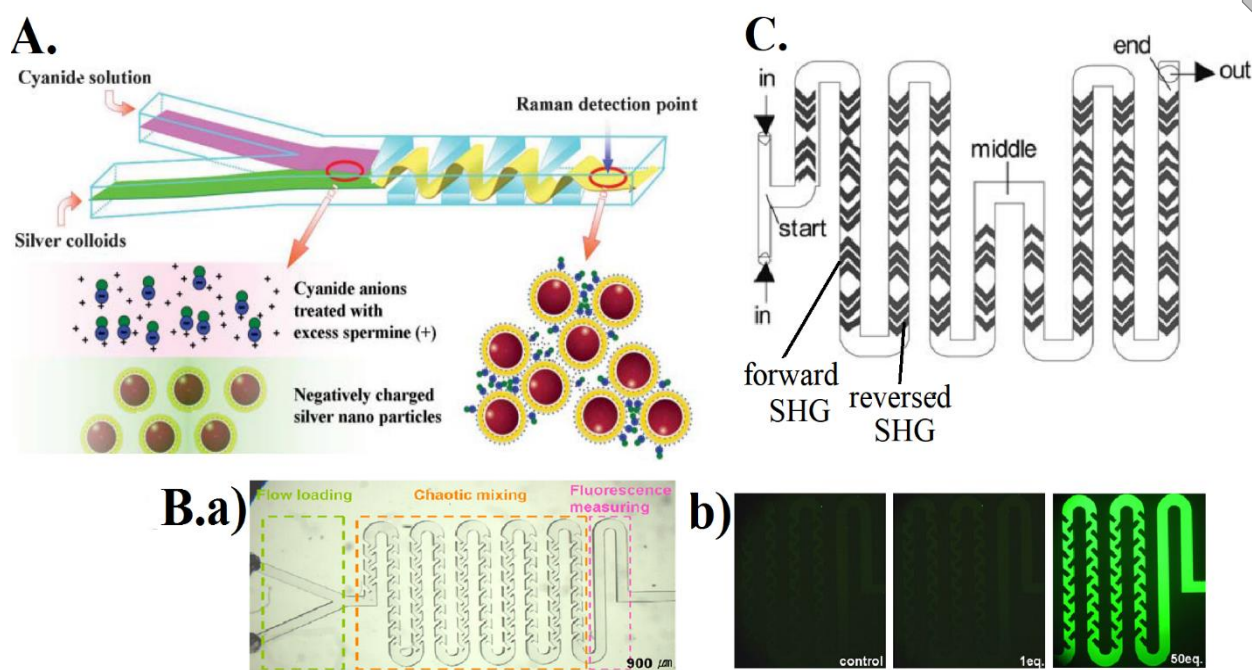 A.
Cyanide solution
Raman detection point
Silver colloids
Cyanide anions
treated with
excess spermine (+)
Negatively charged
silver nano particles
C.
in
end
out
middle
start
in
forward
SHG
reversed
SHG
B.a)
Flow loading
Chaotic mixing
Fluorescence
measuring
900 μm
b)
control
1eq.
50eq.